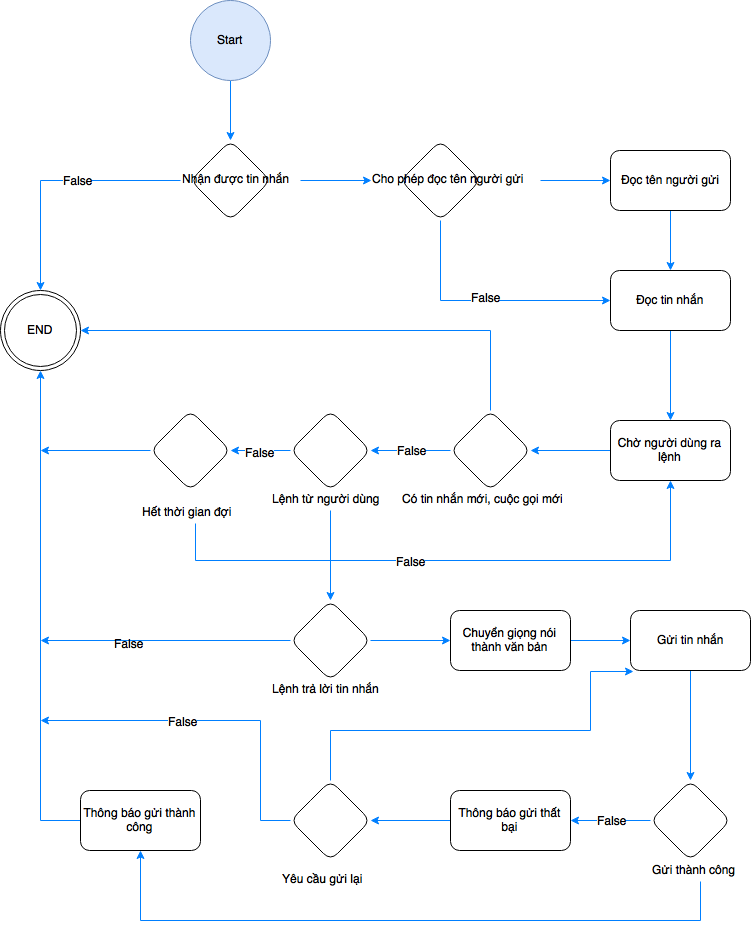 Start
False
Nhận được tin nhắn
Cho phép đọc tên người gửi
Đọc tên người gửi
False
Đọc tin nhắn
END
False
False
Chờ người dùng ra
lệnh
Hết thời gian đợi
Lệnh từ người dùng
Có tin nhắn mới, cuộc gọi mới
False
False
Lệnh trả lời tin nhắn
Chuyển giọng nói
thành văn bản
Gửi tin nhắn
False
Thông báo gửi thành
công
Yêu cầu gửi lại
Thông báo gửi thất
bại
False
Gửi thành công